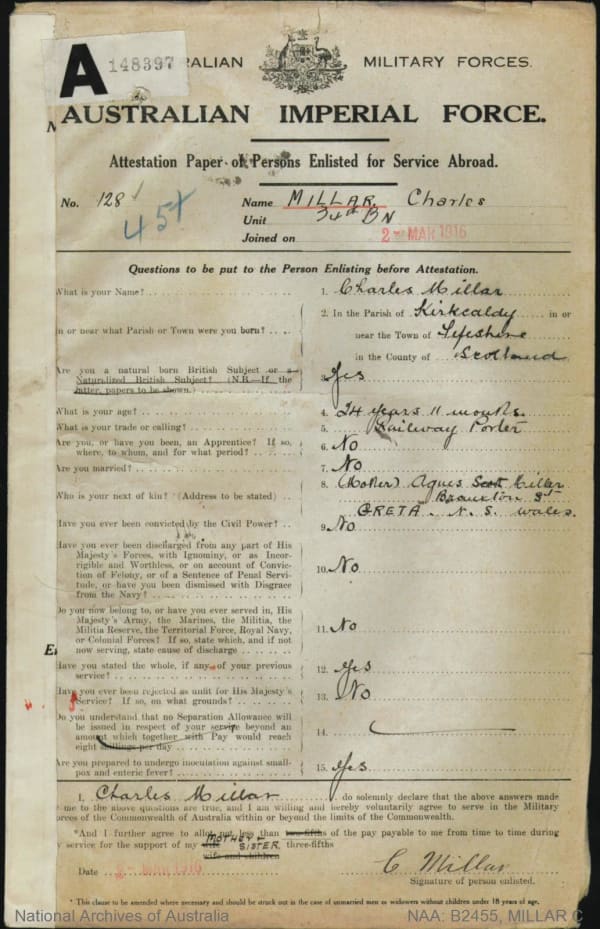 A 148397 RALIAN MILITARY FORCES.
AUSTRALIAN IMPERIAL FORCE.
Attestation Paper of Persons Enlisted for Service Abroad.
No. 128
457
Name MILLAR, Charles
Unit 34th BN
Joined on 2 - MAR 1916
Questions to be put to the Person Enlisting before Attestation.
What is your Name? 1. Charles Millar
In or near what Parish or Town were you born? 2. In the Parish of Kirkcaldy in or
near the Town of Fifeshire
in the County of Scotland
Are you a natural born British Subject or a
Naturalized British Subject? (N.B.—If the
latter, papers to be shown.) 3. Yes
What is your age? 4. 24 years 11 months.
What is your trade or calling? 5. Railway Porter
Are you, or have you been, an Apprentice? If so,
where, to whom, and for what period? 6. No
Are you married? 7. No
Who is your next of kin? (Address to be stated) 8. (Mother) Agnes Scott Millar
Branxton St
GRETA. N. S. Wales.
Have you ever been convicted by the Civil Power? 9. No
Have you ever been discharged from any part of His
Majesty's Forces, with Ignominy, or as Incor-
rigible and Worthless, or on account of Convic-
tion of Felony, or of a Sentence of Penal Servi-
tude, or have you been dismissed with Disgrace
from the Navy? 10. No
Do you now belong to, or have you ever served in, His
Majesty's Army, the Marines, the Militia, the
Militia Reserve, the Territorial Force, Royal Navy,
or Colonial Forces? If so, state which, and if not
now serving, state cause of discharge 11. No
Have you stated the whole, if any, of your previous
service? 12. Yes
Have you ever been rejected as unfit for His Majesty's
Service? If so, on what grounds? 13. No
Do you understand that no Separation Allowance will
be issued in respect of your service beyond an
amount which together with Pay would reach
eight shillings per day 14.
Are you prepared to undergo inoculation against small-
pox and enteric fever? 15. Yes
I, Charles Millar, do solemnly declare that the above answers made
me to the above questions are true, and I am willing and hereby voluntarily agree to serve in the Military
orces of the Commonwealth of Australia within or beyond the limits of the Commonwealth.
*And I further agree to allot not less than two-fifths of the pay payable to me from time to time during
y service for the support of my wife MOTHER - SISTER three-fifths
wife and children
Date 2 - MAR 1916 C Millar
Signature of person enlisted.
* This clause to be amended where necessary and should be struck out in the case of unmarried men or widowers without children under 18 years of age.
National Archives of Australia NAA: B2455, MILLAR C